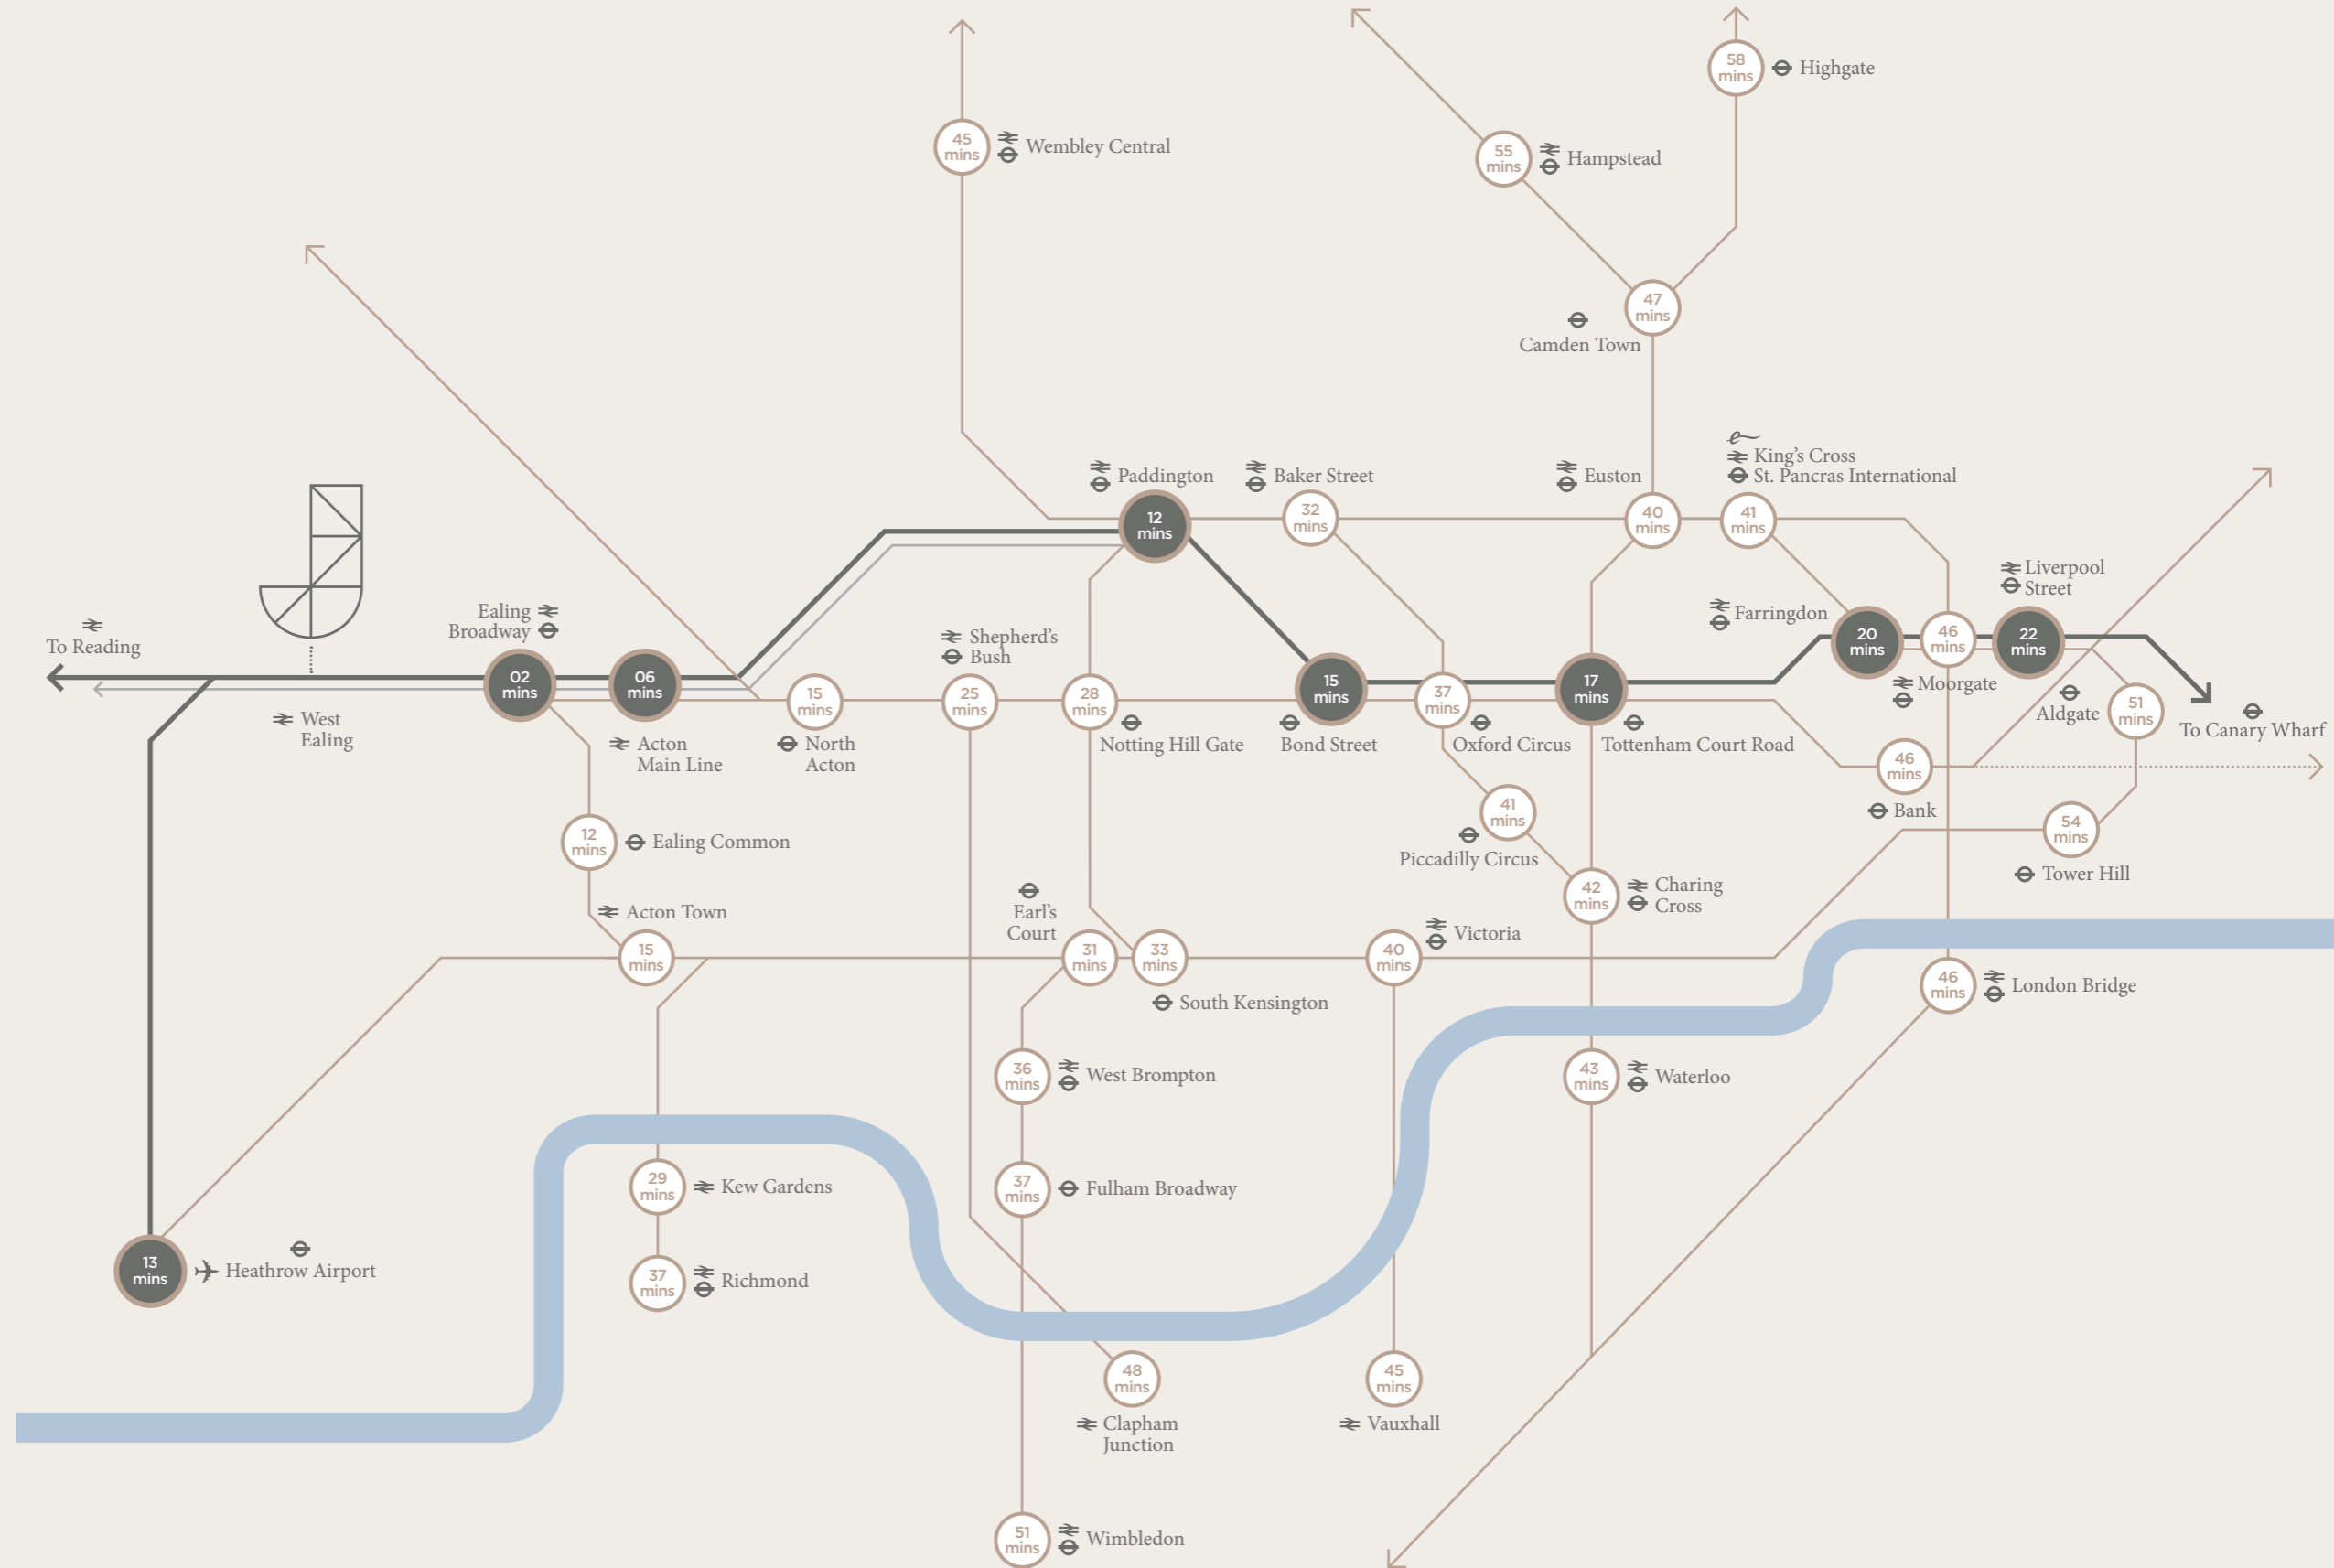 58
mins
Highgate
45
mins
Wembley Central
55
mins
Hampstead
47
mins
Camden Town
King's Cross
St. Pancras International
Paddington
Baker Street
Euston
12
mins
32
mins
40
mins
41
mins
Liverpool
Street
Ealing
Broadway
Farringdon
To Reading
Shepherd's
Bush
20
mins
46
mins
22
mins
02
mins
06
mins
15
mins
25
mins
28
mins
15
mins
37
mins
17
mins
Moorgate
Aldgate
51
mins
West
Ealing
Acton
Main Line
North
Acton
Notting Hill Gate
Bond Street
Oxford Circus
Tottenham Court Road
To Canary Wharf
46
mins
Bank
41
mins
Piccadilly Circus
12
mins
Ealing Common
54
mins
Tower Hill
42
mins
Charing
Cross
Acton Town
Earl's
Court
Victoria
15
mins
31
mins
33
mins
40
mins
South Kensington
46
mins
London Bridge
36
mins
West Brompton
43
mins
Waterloo
29
mins
Kew Gardens
37
mins
Fulham Broadway
13
mins
Heathrow Airport
37
mins
Richmond
48
mins
Clapham
Junction
45
mins
Vauxhall
51
mins
Wimbledon